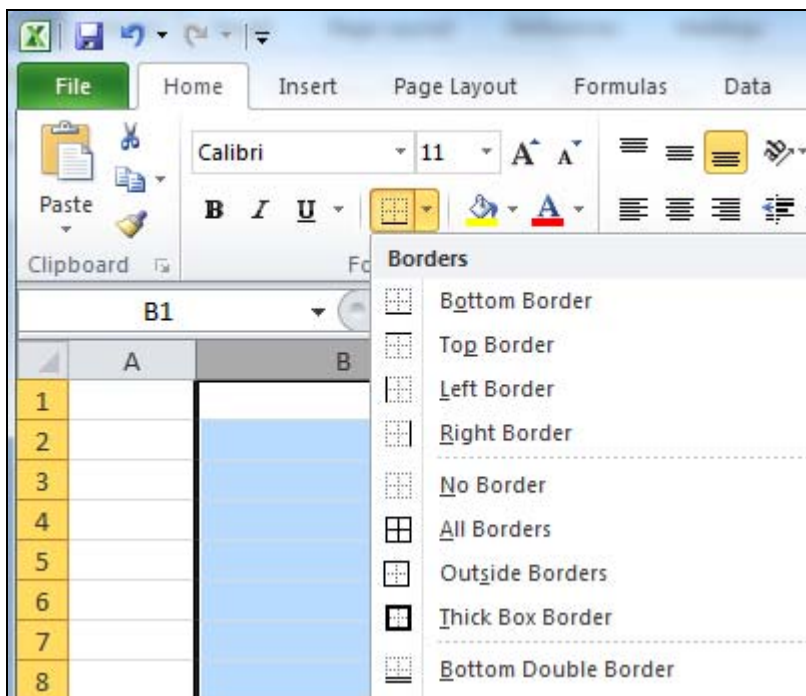 File Home Insert Page Layout Formulas Data
Calibri 11 A A
Paste B I U A
Clipboard Fo
Borders
B1
Bottom Border
A B
Top Border
1
Left Border
2
Right Border
3
No Border
4
All Borders
5
Outside Borders
6
Thick Box Border
7
8
Bottom Double Border